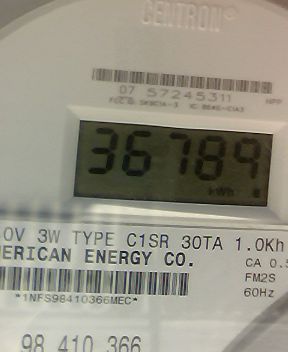 CENTRON
07 57245311
36789
kWh
.0V 3W TYPE C1SR 30TA 1.0Kh
ERICAN ENERGY CO.
CA 0.5
FM2S
*1NFS98410366MEC*
60Hz
98 410 366